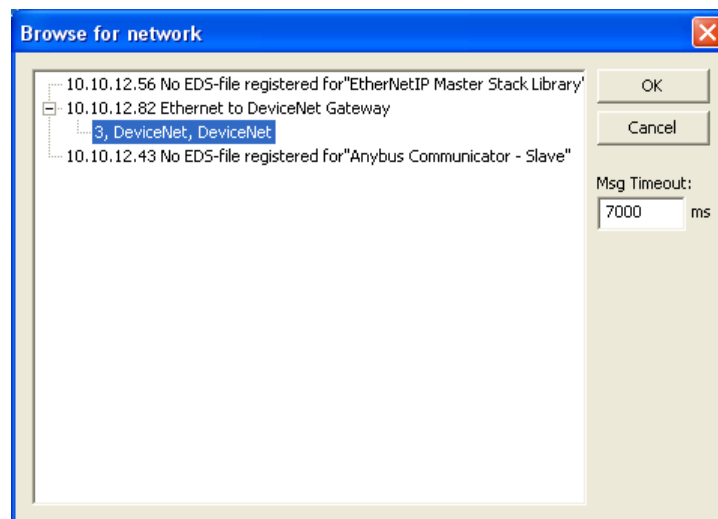 Browse for network
10.10.12.56 No EDS-file registered for"EtherNetIP Master Stack Library"
10.10.12.82 Ethernet to DeviceNet Gateway
3, DeviceNet, DeviceNet
10.10.12.43 No EDS-file registered for"Anybus Communicator - Slave"
OK
Cancel
Msg Timeout:
7000 ms